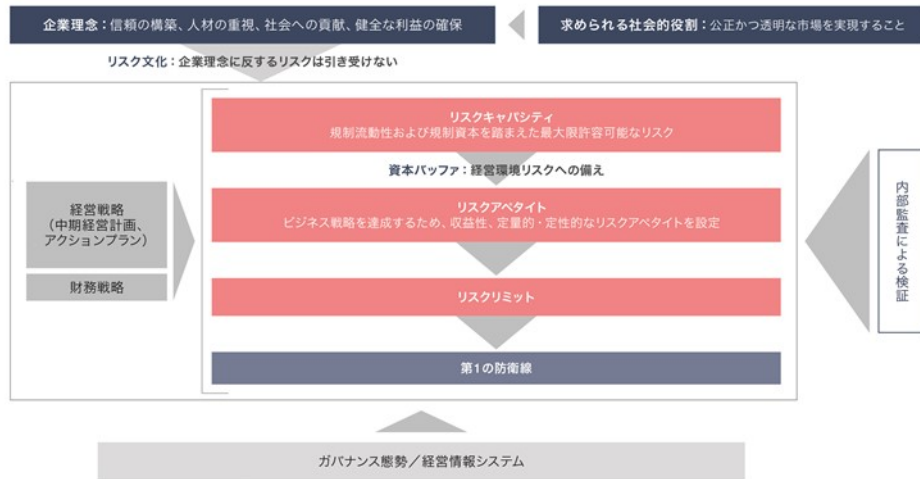 企業理念：信頼の構築、人材の重視、社会への貢献、健全な利益の確保
求められる社会的役割：公正かつ透明な市場を実現すること
リスク文化：企業理念に反するリスクは引き受けない
リスクキャパシティ
規制流動性および規制資本を踏まえた最大限許容可能なリスク
資本バッファ：経営環境リスクへの備え
経営戦略
（中期経営計画、
アクションプラン）
財務戦略
リスクアペタイト
ビジネス戦略を達成するため、収益性、定量的・定性的なリスクアペタイトを設定
リスクリミット
第1の防衛線
内部監査による検証
ガバナンス態勢／経営情報システム